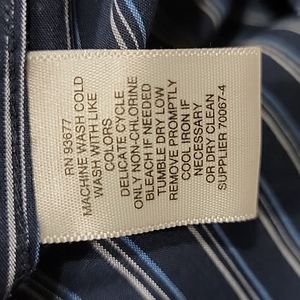 RN 93677
MACHINE WASH COLD
WASH WITH LIKE
COLORS
DELICATE CYCLE
ONLY NON-CHLORINE
BLEACH IF NEEDED
TUMBLE DRY LOW
REMOVE PROMPTLY
COOL IRON IF
NECESSARY
OR DRY CLEAN
SUPPLIER 70067-4